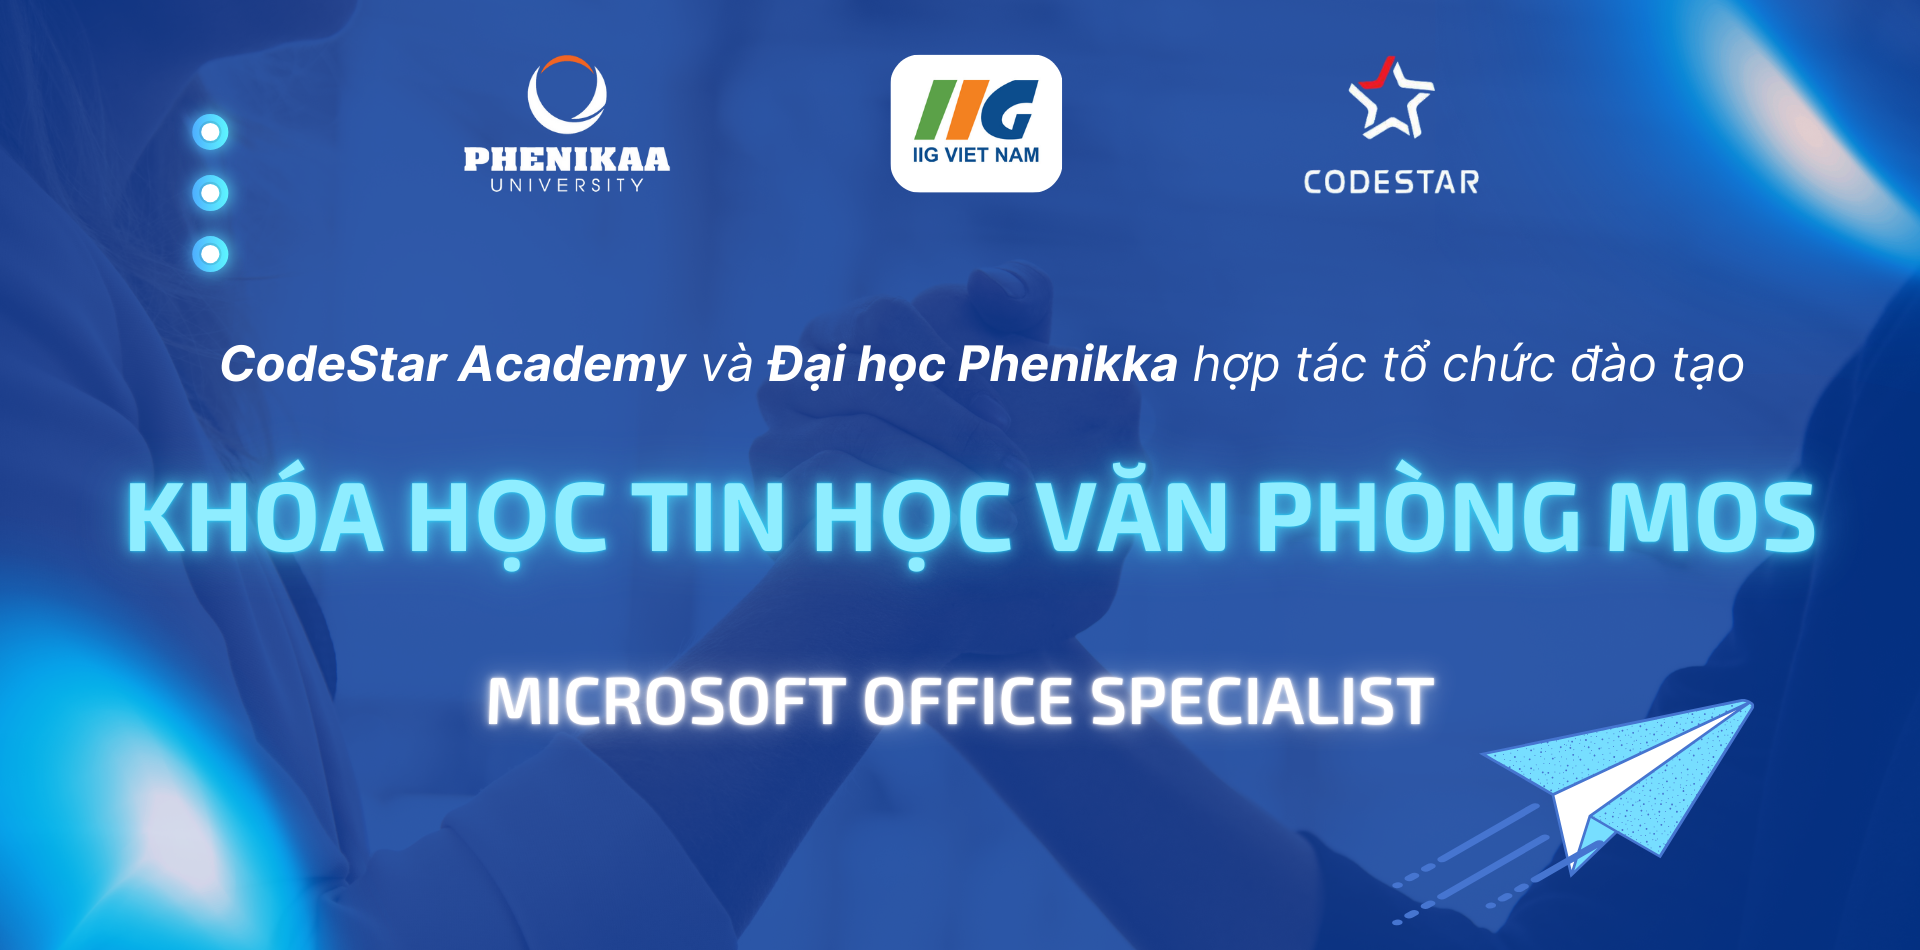 PHENIKAA
UNIVERSITY
IIG
IIG VIET NAM
CODESTAR
CodeStar Academy và Đại học Phenikka hợp tác tổ chức đào tạo
KHÓA HỌC TIN HỌC VĂN PHÒNG MOS
MICROSOFT OFFICE SPECIALIST